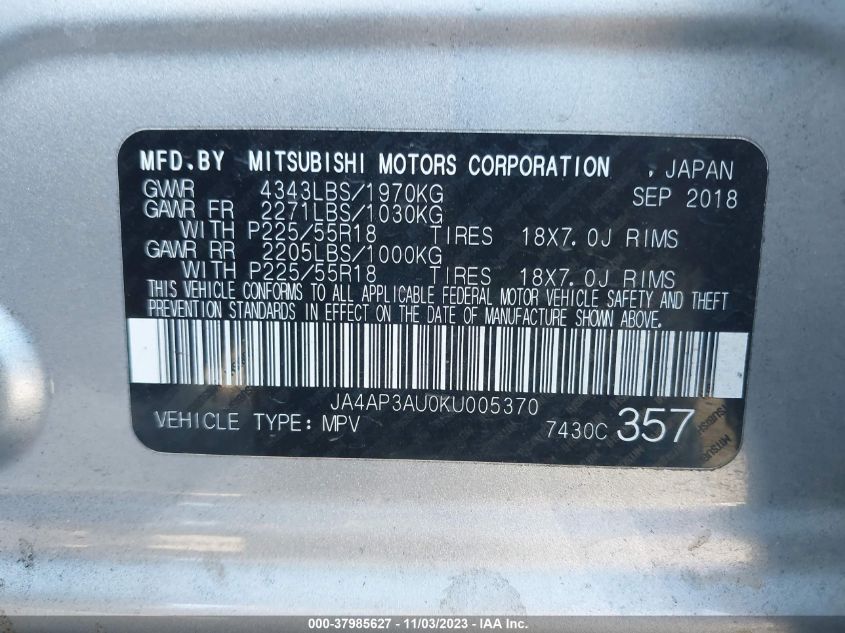 MFD.BY MITSUBISHI MOTORS CORPORATION , JAPAN
GVWR 4343LBS/1970KG SEP 2018
GAWR FR 2271LBS/1030KG
WITH P225/55R18 TIRES 18X7.0J RIMS
GAWR RR 2205LBS/1000KG
WITH P225/55R18 TIRES 18X7.0J RIMS
THIS VEHICLE CONFORMS TO ALL APPLICABLE FEDERAL MOTOR VEHICLE SAFETY AND THEFT
PREVENTION STANDARDS IN EFFECT ON THE DATE OF MANUFACTURE SHOWN ABOVE.
JA4AP3AU0KU005370
VEHICLE TYPE: MPV 7430C 357
000-37985627 - 11/03/2023 - IAA Inc.